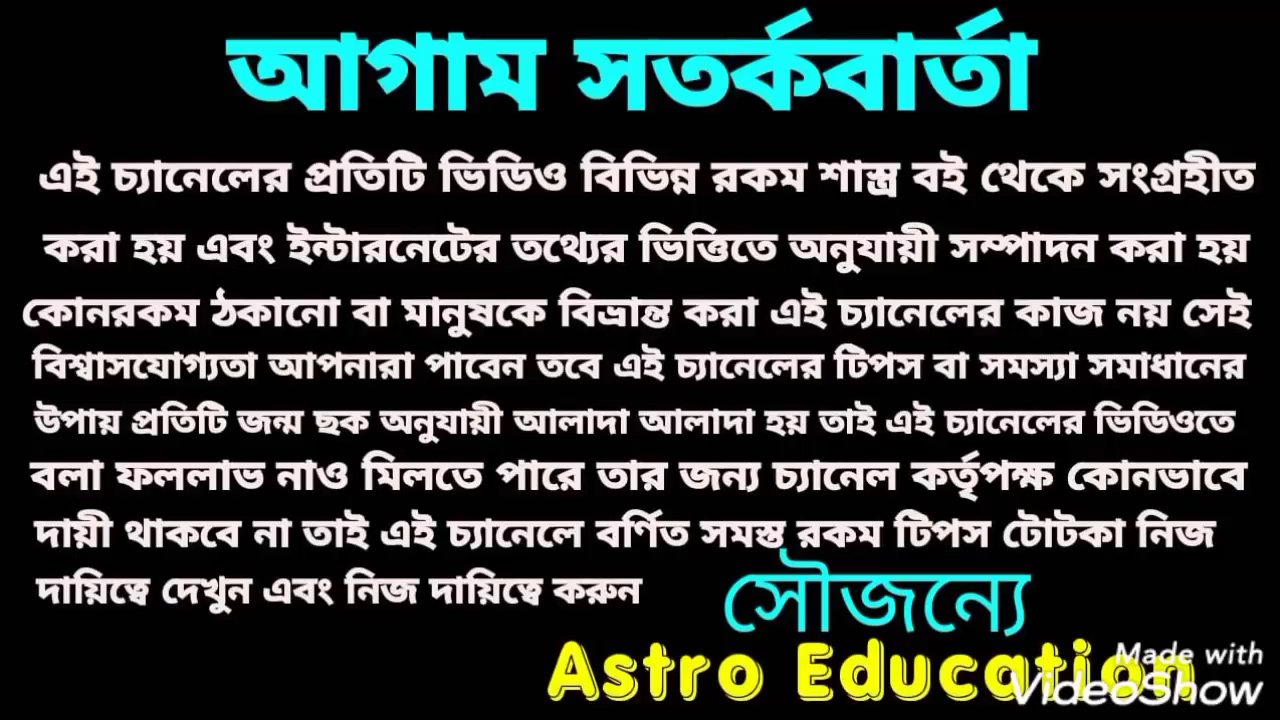 আগাম সতর্কবার্তা
এই চ্যানেলের প্রতিটি ভিডিও বিভিন্ন রকম শাস্ত্র বই থেকে সংগ্রহীত
করা হয় এবং ইন্টারনেটের তথ্যের ভিত্তিতে অনুযায়ী সম্পাদন করা হয়
কোনরকম ঠকানো বা মানুষকে বিভ্রান্ত করা এই চ্যানেলের কাজ নয় সেই
বিশ্বাসযোগ্যতা আপনারা পাবেন তবে এই চ্যানেলের টিপস বা সমস্যা সমাধানের
উপায় প্রতিটি জন্ম ছক অনুযায়ী আলাদা আলাদা হয় তাই এই চ্যানেলের ভিডিওতে
বলা ফললাভ নাও মিলতে পারে তার জন্য চ্যানেল কর্তৃপক্ষ কোনভাবে
দায়ী থাকবে না তাই এই চ্যানেলে বর্ণিত সমস্ত রকম টিপস টোটকা নিজ
দায়িত্বে দেখুন এবং নিজ দায়িত্বে করুন
সৌজন্যে
Astro Education
Made with
VideoShow